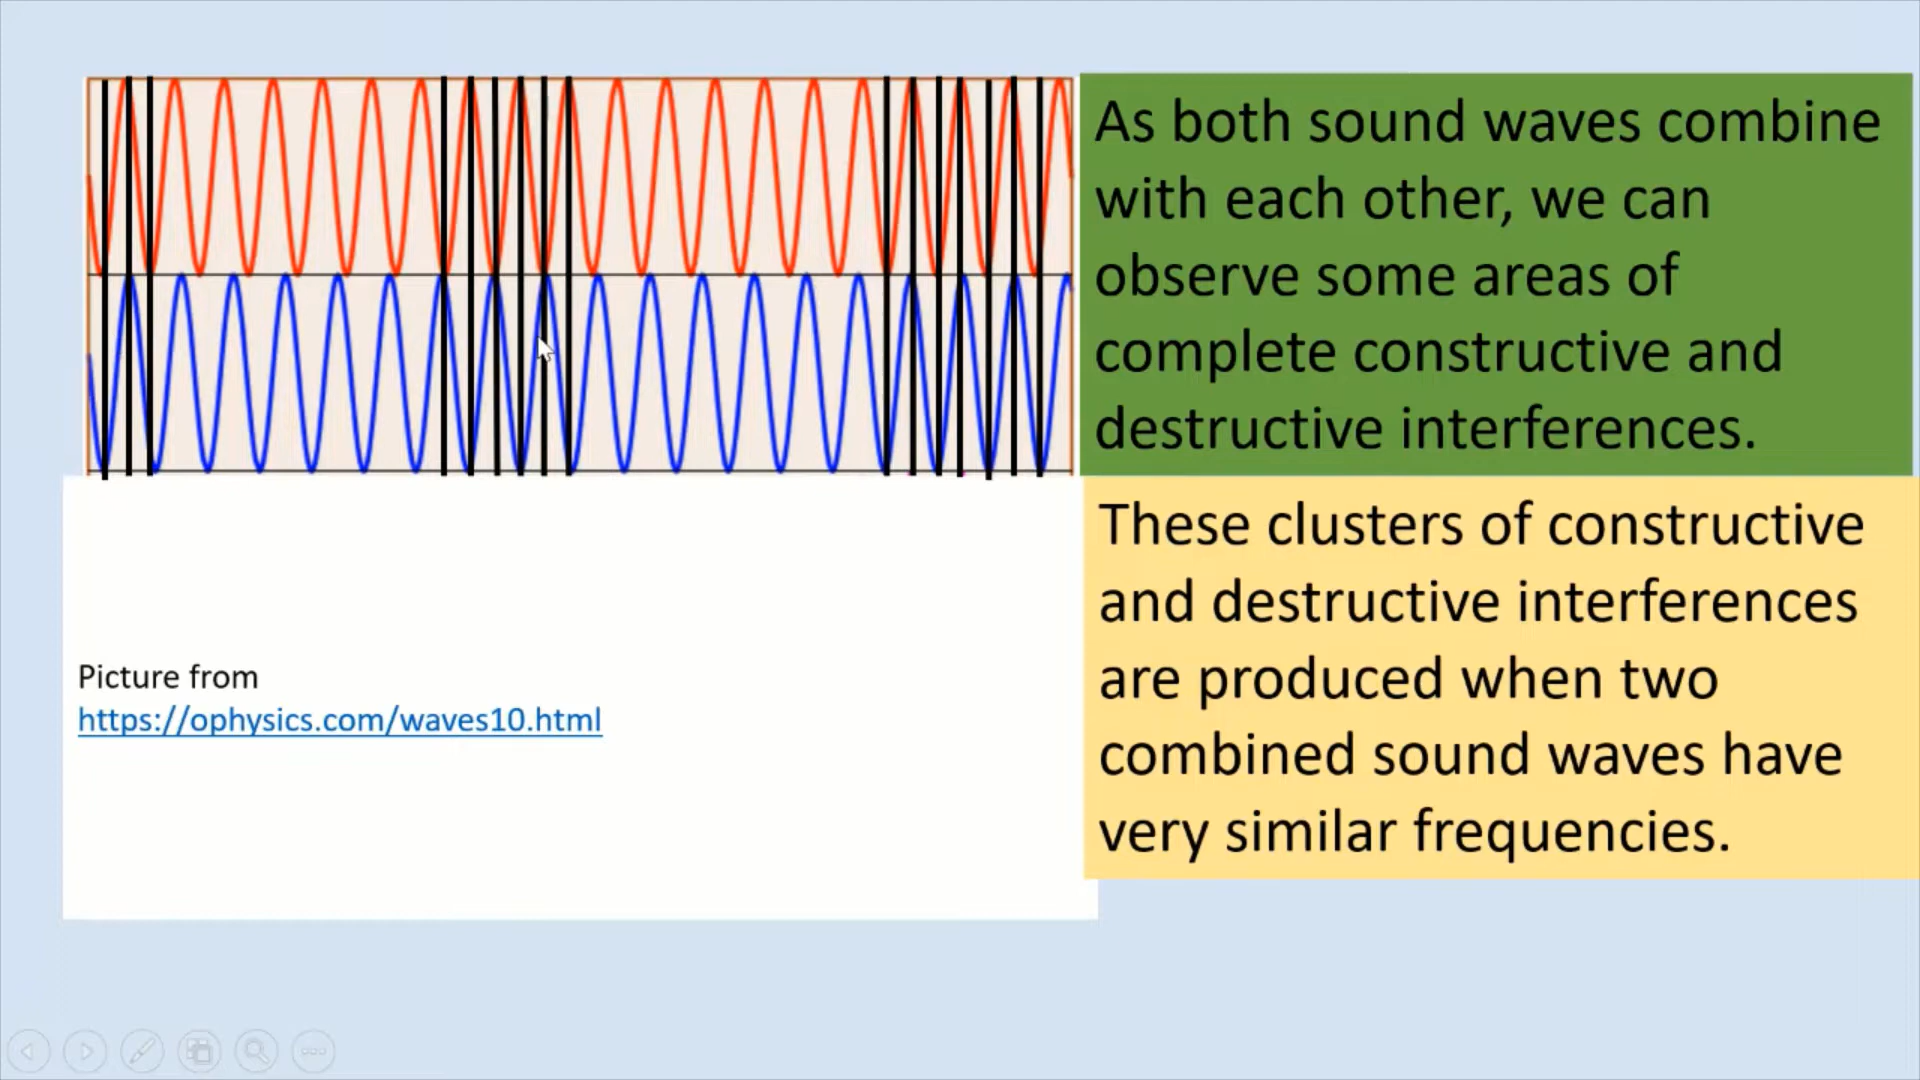 As both sound waves combine
with each other, we can
observe some areas of
complete constructive and
destructive interferences.
These clusters of constructive
and destructive interferences
are produced when two
combined sound waves have
very similar frequencies.
Picture from
https://ophysics.com/waves10.html